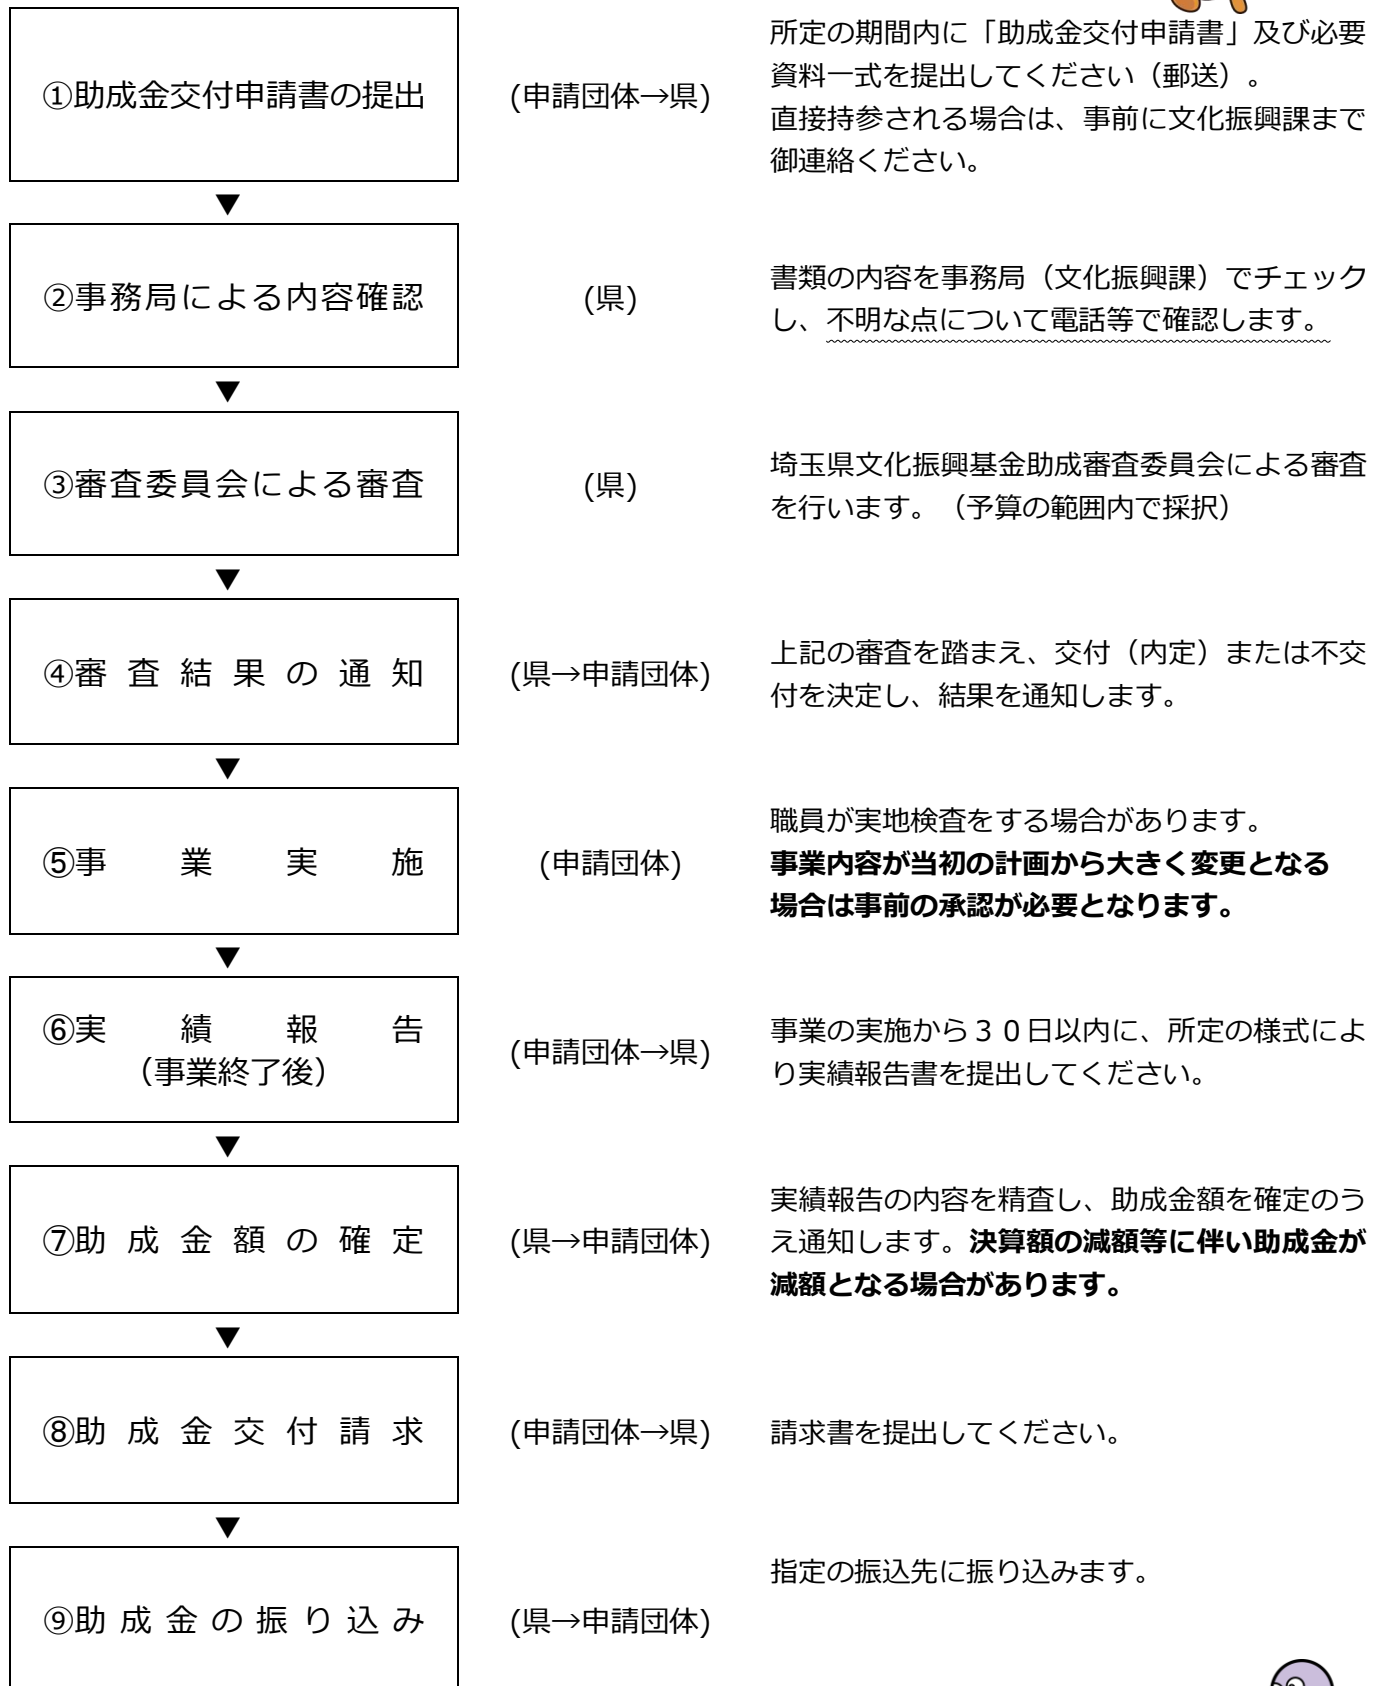 ①助成金交付申請書の提出
(申請団体→県)
所定の期間内に「助成金交付申請書」及び必要
資料一式を提出してください（郵送）。
直接持参される場合は、事前に文化振興課まで
御連絡ください。
▼
②事務局による内容確認
(県)
書類の内容を事務局（文化振興課）でチェック
し、不明な点について電話等で確認します。
▼
③審査委員会による審査
(県)
埼玉県文化振興基金助成審査委員会による審査
を行います。（予算の範囲内で採択）
▼
④審査結果の通知
(県→申請団体)
上記の審査を踏まえ、交付（内定）または不交
付を決定し、結果を通知します。
▼
⑤事業実施
(申請団体)
職員が実地検査をする場合があります。
事業内容が当初の計画から大きく変更となる
場合は事前の承認が必要となります。
▼
⑥実績報告
（事業終了後）
(申請団体→県)
事業の実施から３０日以内に、所定の様式によ
り実績報告書を提出してください。
▼
⑦助成金額の確定
(県→申請団体)
実績報告の内容を精査し、助成金額を確定のう
え通知します。決算額の減額等に伴い助成金が
減額となる場合があります。
▼
⑧助成金交付請求
(申請団体→県)
請求書を提出してください。
▼
⑨助成金の振り込み
(県→申請団体)
指定の振込先に振り込みます。